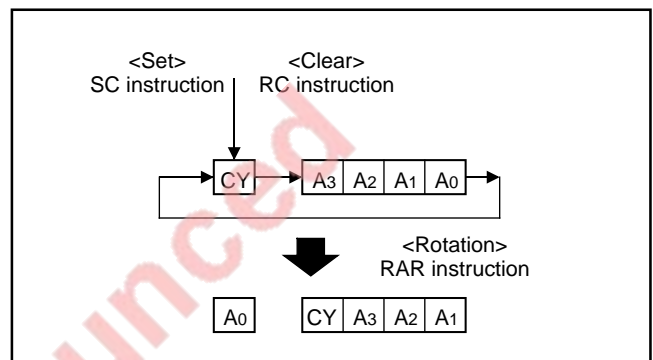 <Set> <Clear>
SC instruction RC instruction
CY A3 A2 A1 A0
<Rotation>
RAR instruction
A0 CY A3 A2 A1
unced